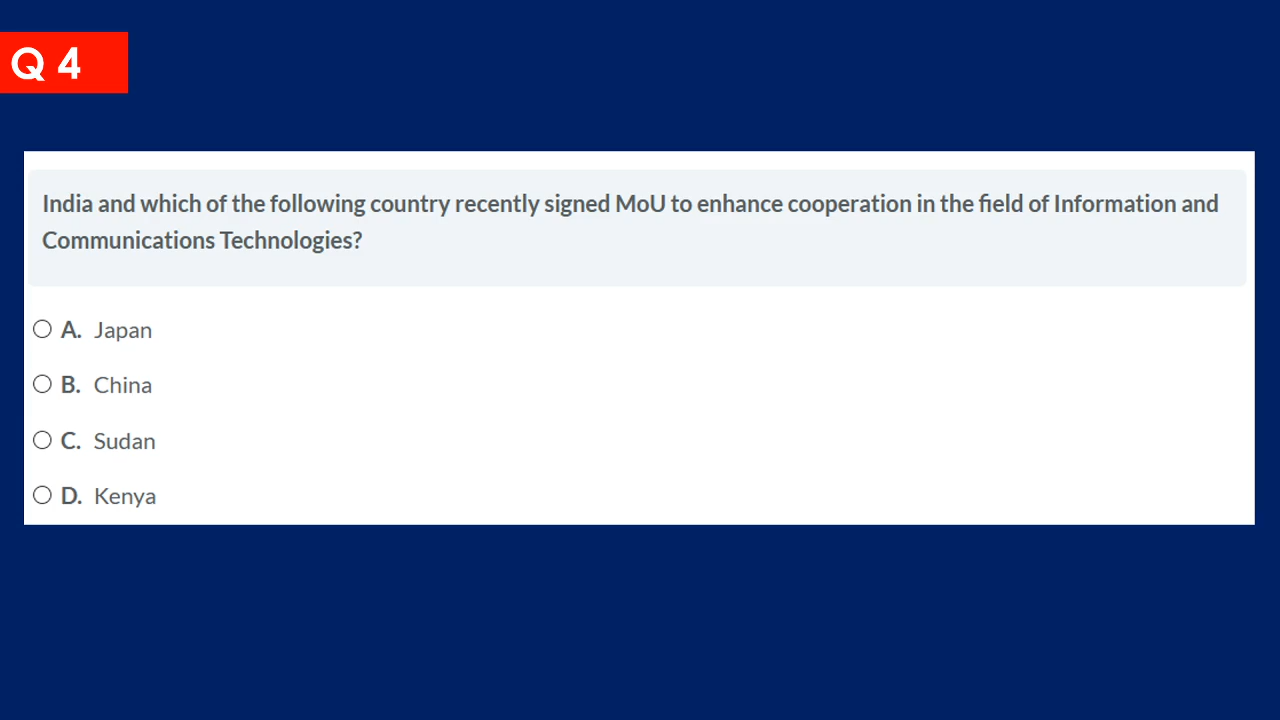 Q 4
India and which of the following country recently signed MoU to enhance cooperation in the field of Information and
Communications Technologies?
A. Japan
B. China
C. Sudan
D. Kenya